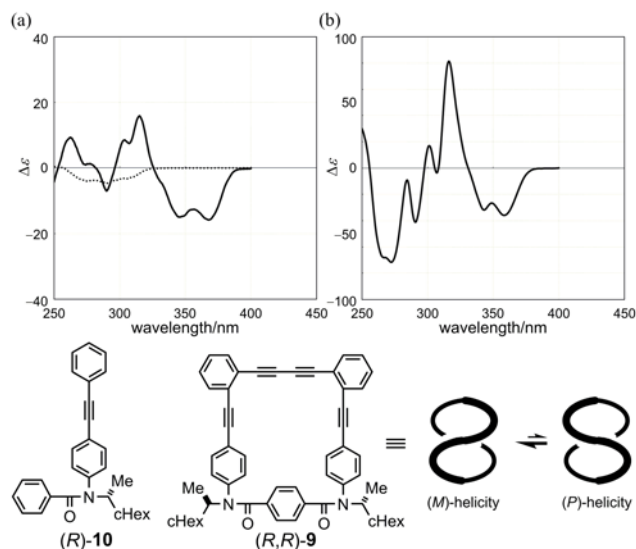 (a)
(b)
40
20
0
−20
−40
Δε
250 300 350 400 450
wavelength/nm
100
50
0
−50
−100
Δε
250 300 350 400 450
wavelength/nm
O
N
Me
cHex
(R)-10
Me
N
cHex
O
O
N
Me
cHex
(R,R)-9
≡
(M)-helicity
(P)-helicity